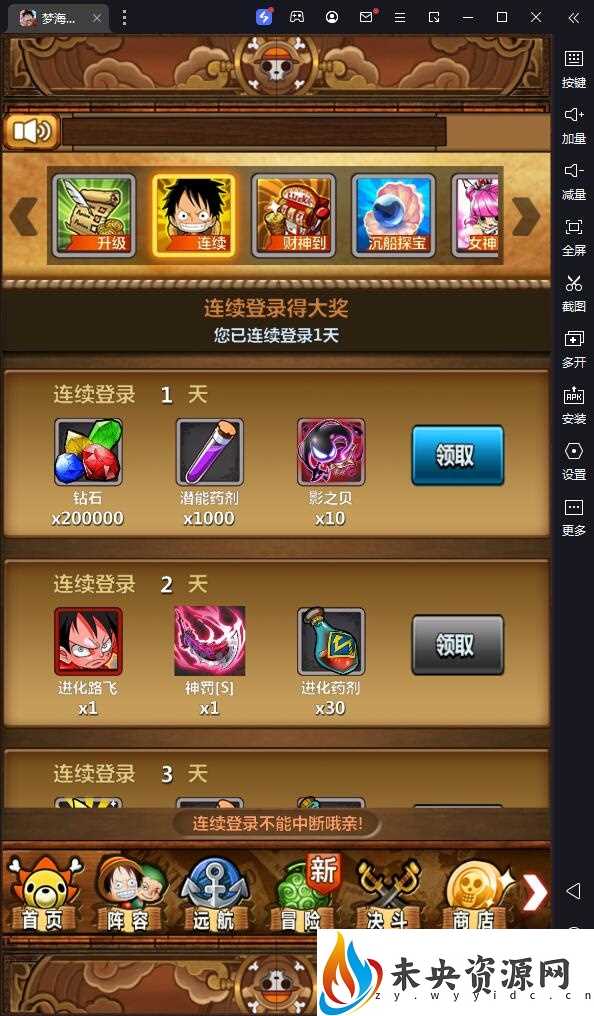 梦海...
按键
加量
减量
全屏
截图
多开
APK
安装
设置
更多
升级
连续
财神到
沉船探宝
女神
连续登录得大奖
您已连续登录1天
连续登录 1 天
钻石
x200000
潜能药剂
x1000
影之贝
x10
领取
连续登录 2 天
进化路飞
x1
神罚[S]
x1
进化药剂
x30
领取
连续登录 3 天
连续登录不能中断哦亲!
首页
阵容
远航
新
冒险
决斗
商店
未央资源网
zy.wyyidc.cn